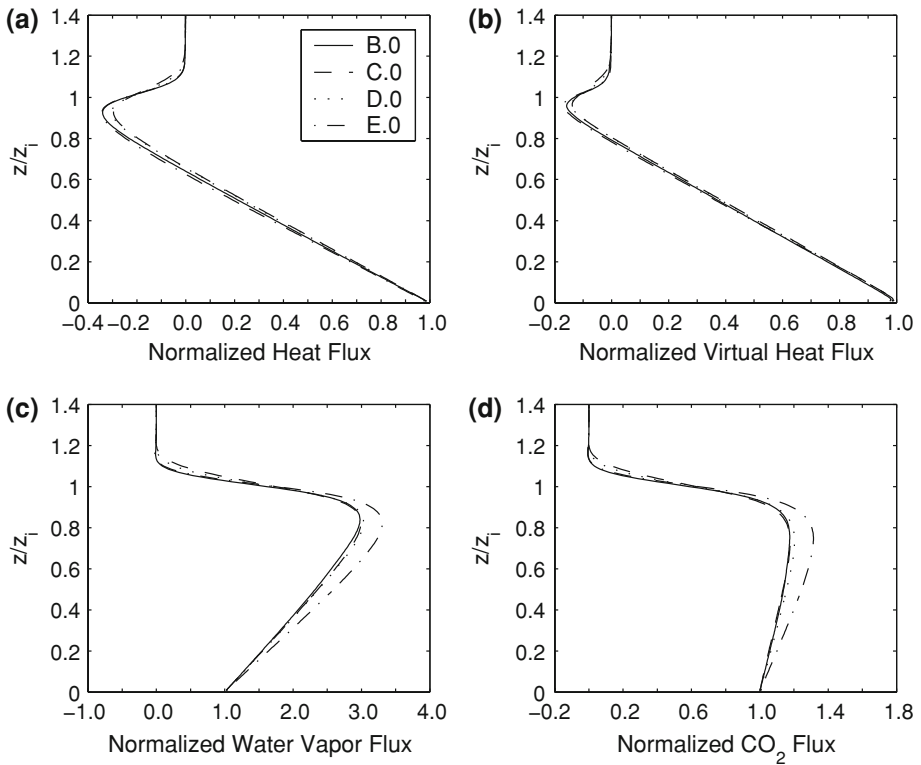 (a)
1.4
1.2
1
0.8
0.6
0.4
0.2
0
z/z_i
B.0
C.0
D.0
E.0
−0.4 −0.2 0.0 0.2 0.4 0.6 0.8 1.0
Normalized Heat Flux
(b)
1.4
1.2
1
0.8
0.6
0.4
0.2
0
z/z_i
−0.2 0.0 0.2 0.4 0.6 0.8 1.0
Normalized Virtual Heat Flux
(c)
1.4
1.2
1
0.8
0.6
0.4
0.2
0
z/z_i
−1.0 0.0 1.0 2.0 3.0 4.0
Normalized Water Vapor Flux
(d)
1.4
1.2
1
0.8
0.6
0.4
0.2
0
z/z_i
−0.2 0.2 0.6 1.0 1.4 1.8
Normalized CO₂ Flux